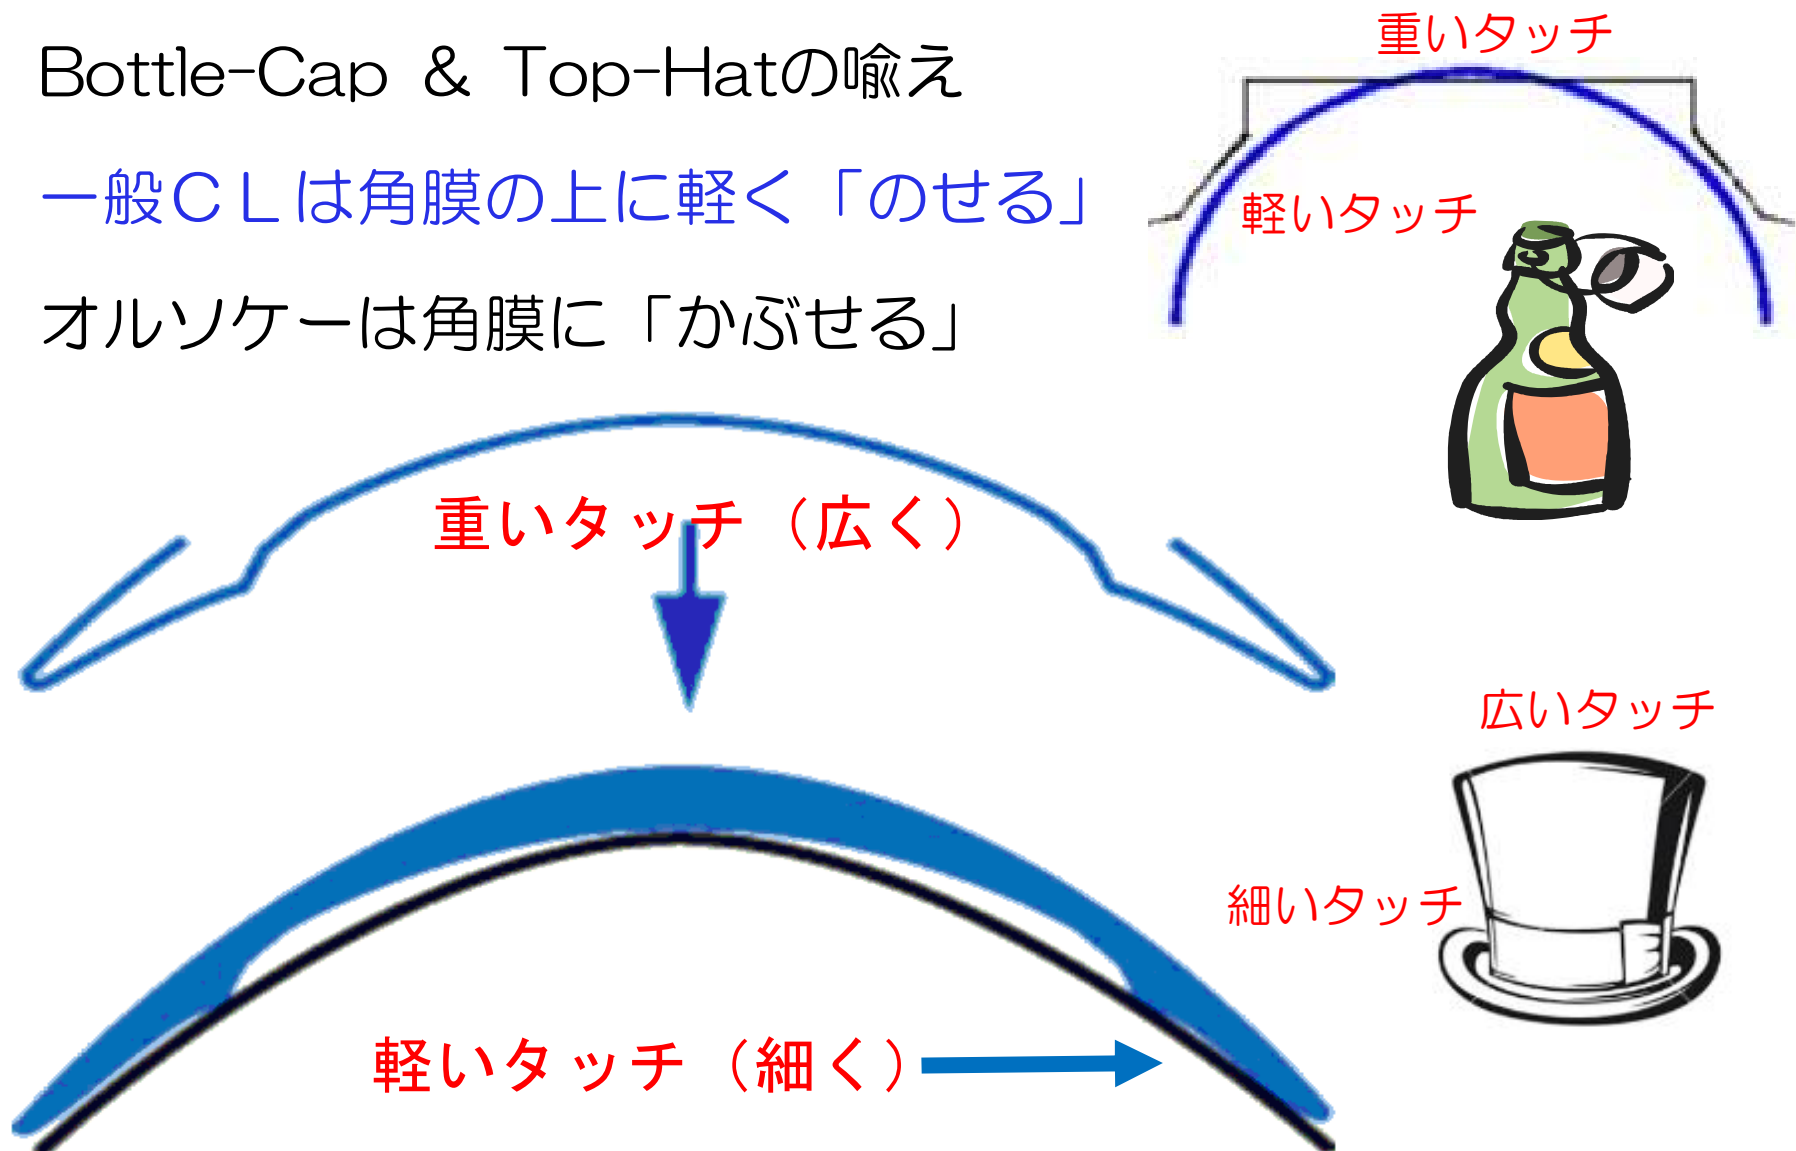 Bottle-Cap & Top-Hatの喩え
重いタッチ
一般ＣＬは角膜の上に軽く「のせる」
軽いタッチ
オルソケーは角膜に「かぶせる」
重いタッチ（広く）
広いタッチ
細いタッチ
軽いタッチ（細く）